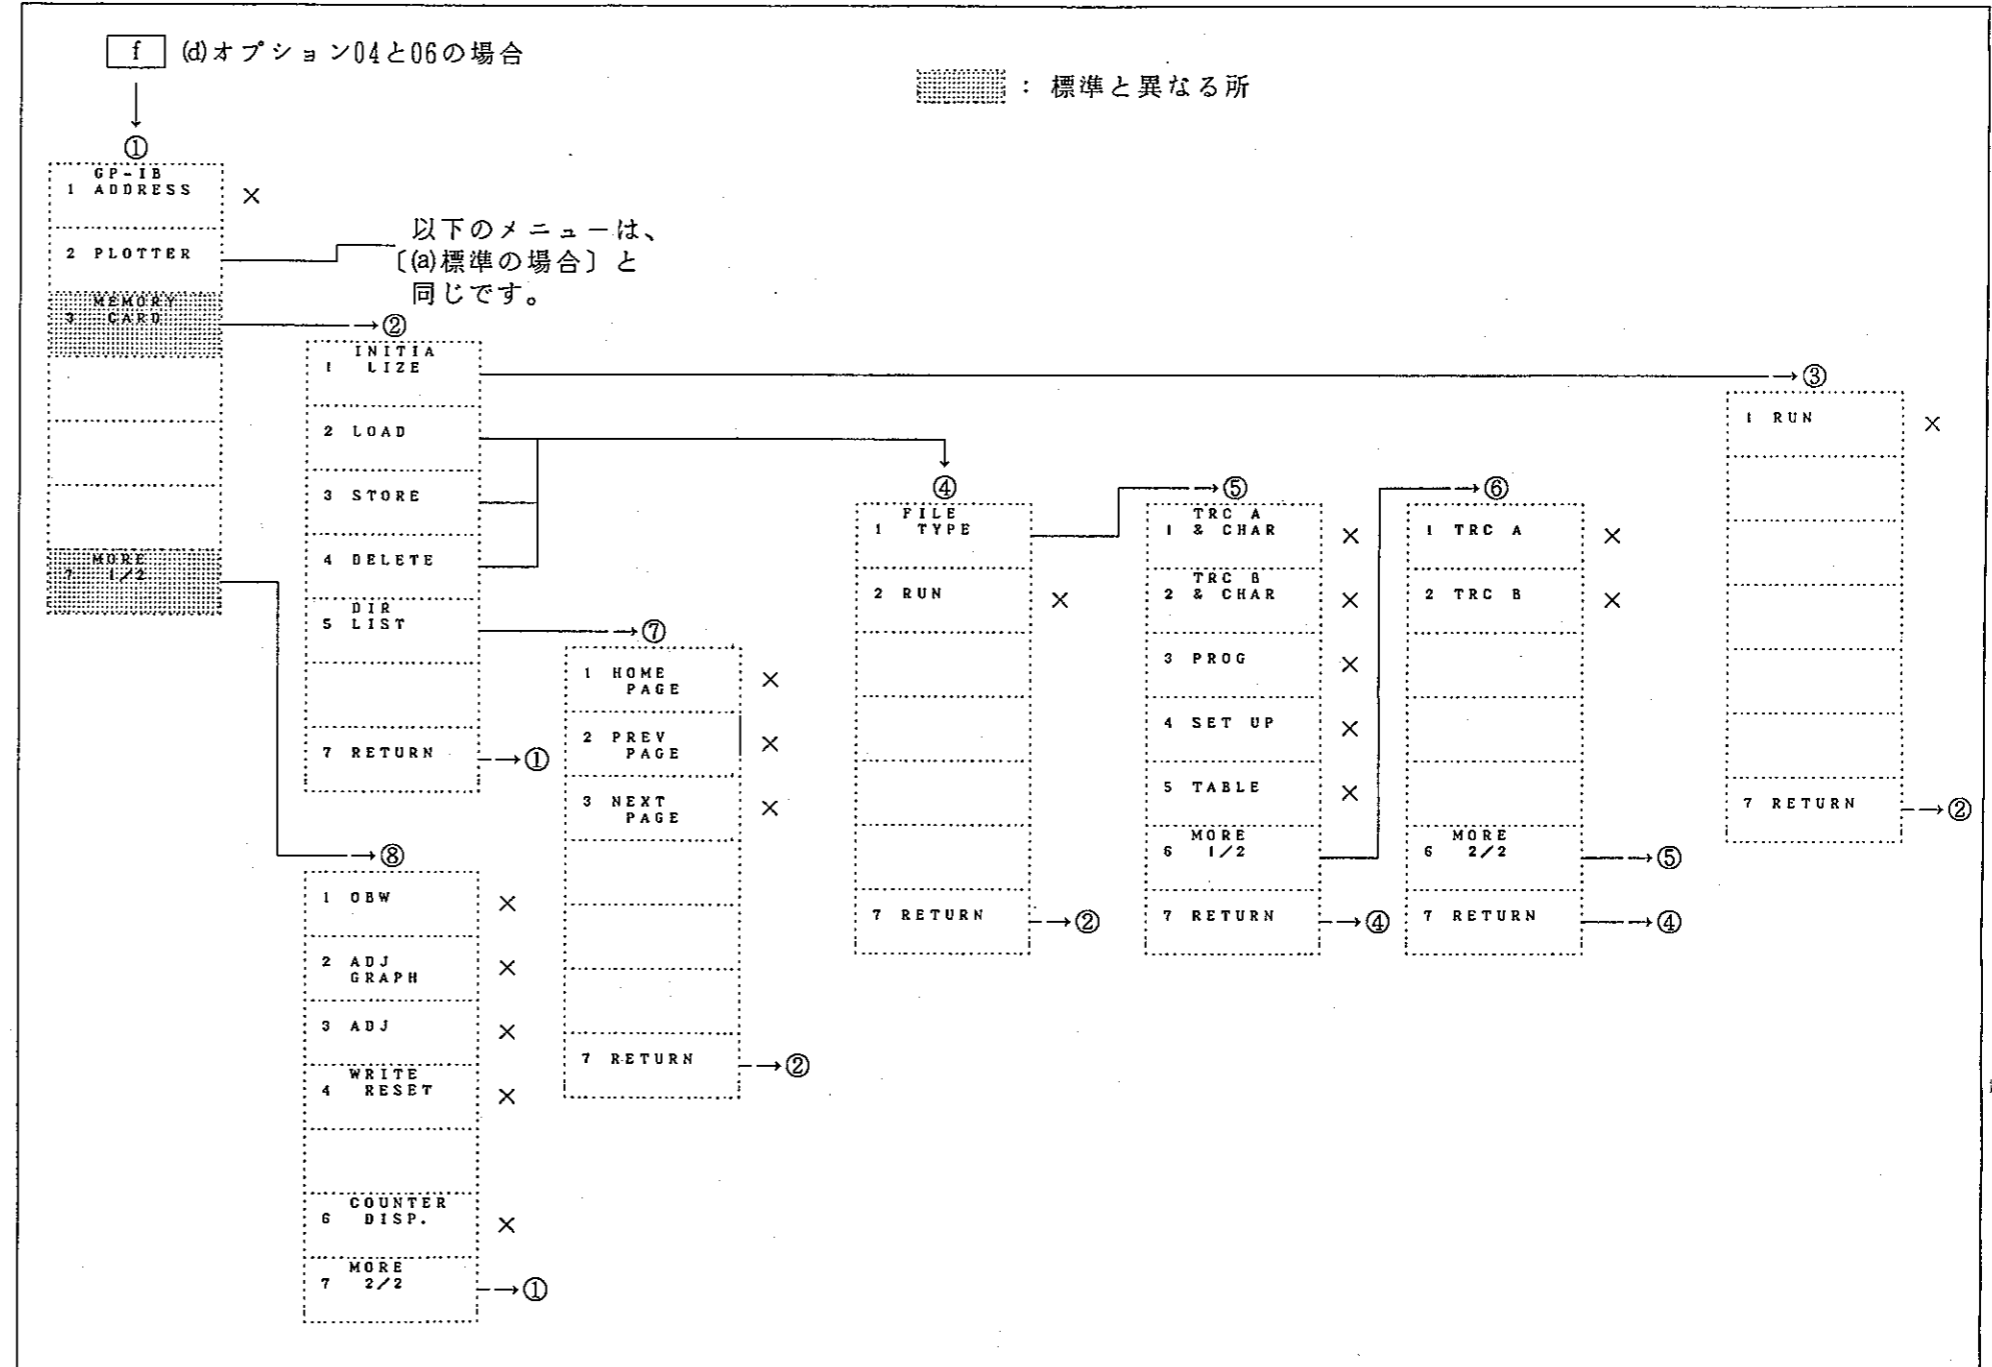 f (d)オプション04と06の場合
: 標準と異なる所
①
GP-IB
1 ADDRESS ×
2 PLOTTER
以下のメニューは、
〔(a)標準の場合〕と
同じです。
MEMORY
3 CARD
→②
MORE
7 1/2
INITIA
1 LIZE
2 LOAD
3 STORE
4 DELETE
DIR
5 LIST
7 RETURN →①
→③
1 RUN ×
7 RETURN →②
④
FILE
1 TYPE
2 RUN ×
7 RETURN →②
→⑤
TRC A
1 & CHAR ×
TRC B
2 & CHAR ×
3 PROG ×
4 SET UP ×
5 TABLE ×
MORE
6 1/2
7 RETURN →④
→⑥
1 TRC A ×
2 TRC B ×
MORE
6 2/2 →⑤
7 RETURN →④
→⑦
1 HOME
PAGE ×
2 PREV
PAGE ×
3 NEXT
PAGE ×
7 RETURN →②
→⑧
1 OBW ×
2 ADJ
GRAPH ×
3 ADJ ×
WRITE
4 RESET ×
COUNTER
6 DISP. ×
MORE
7 2/2 →①